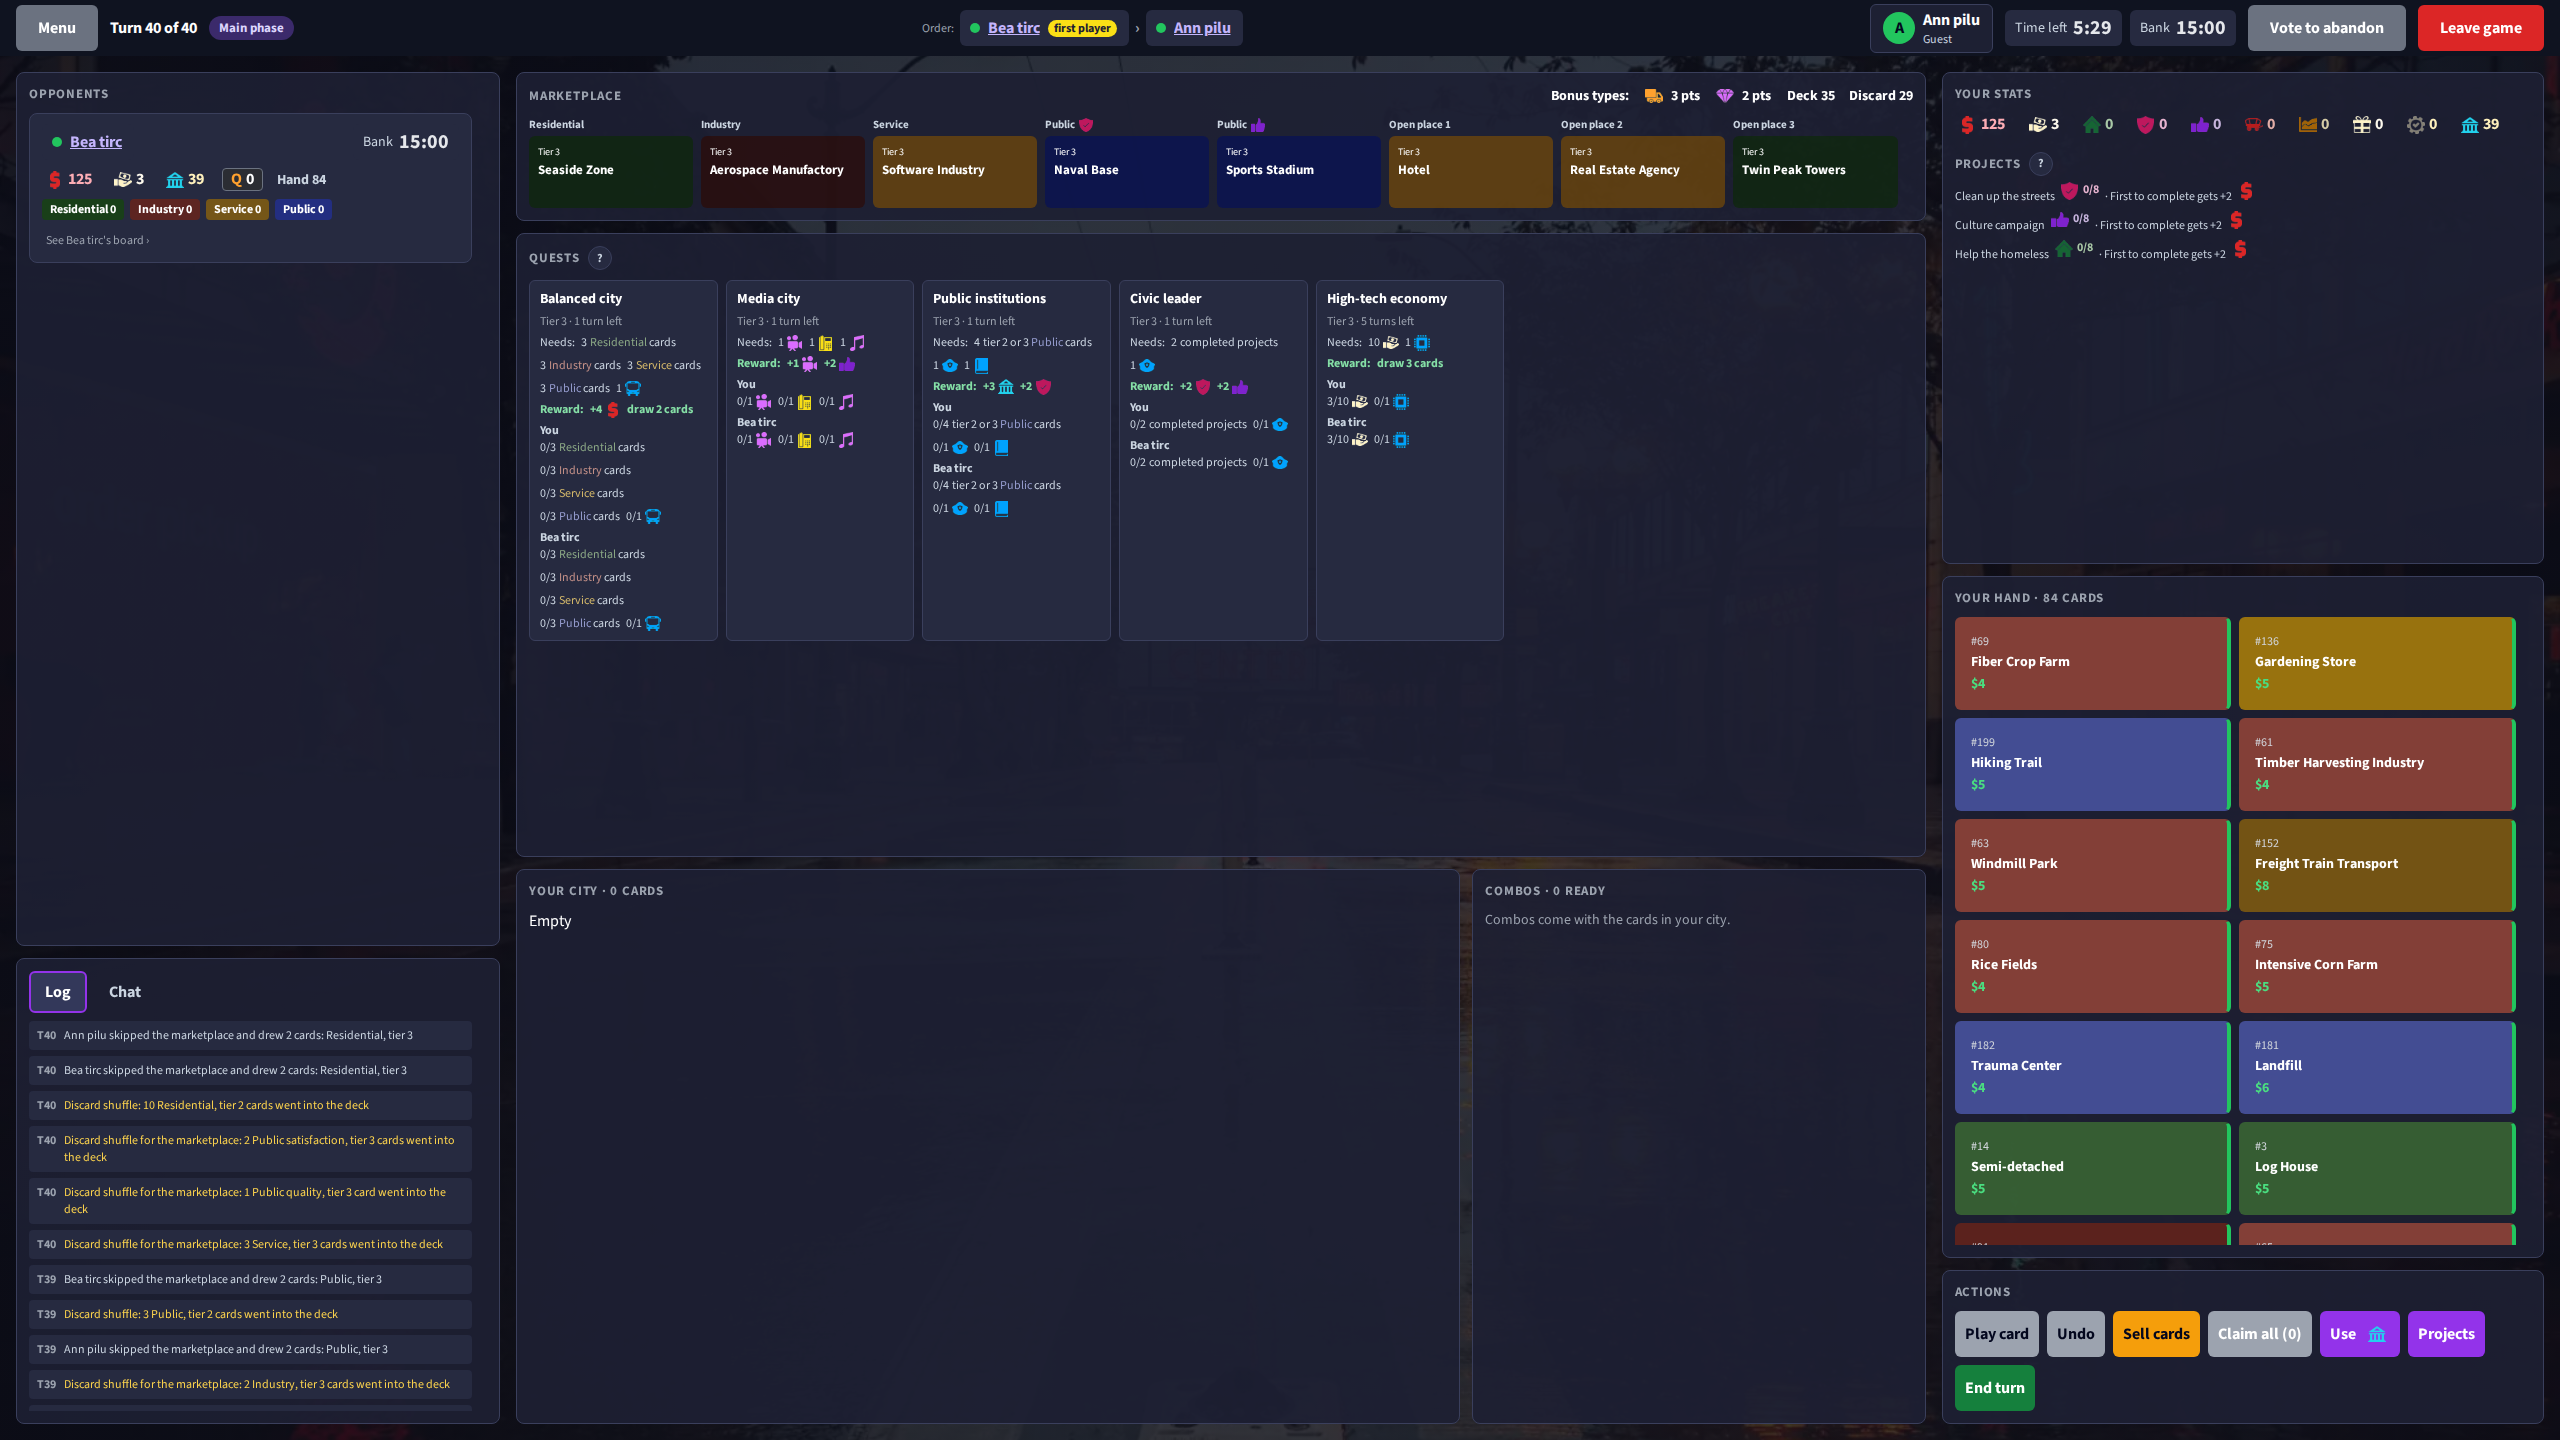 Menu
Turn 40 of 40
Main phase
Order: Bea tirc first player › Ann pilu
A
Ann pilu
Guest
Time left 5:29
Bank 15:00
Vote to abandon
Leave game
OPPONENTS
Bea tirc
Bank 15:00
125 3 39 Q 0 Hand 84
Residential 0 Industry 0 Service 0 Public 0
See Bea tirc's board ›
Log
Chat
T40 Ann pilu skipped the marketplace and drew 2 cards: Residential, tier 3
T40 Bea tirc skipped the marketplace and drew 2 cards: Residential, tier 3
T40 Discard shuffle: 10 Residential, tier 2 cards went into the deck
T40 Discard shuffle for the marketplace: 2 Public satisfaction, tier 3 cards went into
the deck
T40 Discard shuffle for the marketplace: 1 Public quality, tier 3 card went into the
deck
T40 Discard shuffle for the marketplace: 3 Service, tier 3 cards went into the deck
T39 Bea tirc skipped the marketplace and drew 2 cards: Public, tier 3
T39 Discard shuffle: 3 Public, tier 2 cards went into the deck
T39 Ann pilu skipped the marketplace and drew 2 cards: Public, tier 3
T39 Discard shuffle for the marketplace: 2 Industry, tier 3 cards went into the deck
MARKETPLACE
Bonus types: 3 pts 2 pts Deck 35 Discard 29
Residential
Tier 3
Seaside Zone
Industry
Tier 3
Aerospace Manufactory
Service
Tier 3
Software Industry
Public
Tier 3
Naval Base
Public
Tier 3
Sports Stadium
Open place 1
Tier 3
Hotel
Open place 2
Tier 3
Real Estate Agency
Open place 3
Tier 3
Twin Peak Towers
QUESTS ?
Balanced city
Tier 3 · 1 turn left
Needs: 3 Residential cards
3 Industry cards 3 Service cards
3 Public cards 1
Reward: +4 draw 2 cards
You
0/3 Residential cards
0/3 Industry cards
0/3 Service cards
0/3 Public cards 0/1
Bea tirc
0/3 Residential cards
0/3 Industry cards
0/3 Service cards
0/3 Public cards 0/1
Media city
Tier 3 · 1 turn left
Needs: 1 1 1
Reward: +1 +2
You
0/1 0/1 0/1
Bea tirc
0/1 0/1 0/1
Public institutions
Tier 3 · 1 turn left
Needs: 4 tier 2 or 3 Public cards
1 1
Reward: +3 +2
You
0/4 tier 2 or 3 Public cards
0/1 0/1
Bea tirc
0/4 tier 2 or 3 Public cards
0/1 0/1
Civic leader
Tier 3 · 1 turn left
Needs: 2 completed projects
1
Reward: +2 +2
You
0/2 completed projects 0/1
Bea tirc
0/2 completed projects 0/1
High-tech economy
Tier 3 · 5 turns left
Needs: 10 1
Reward: draw 3 cards
You
3/10 0/1
Bea tirc
3/10 0/1
YOUR CITY · 0 CARDS
Empty
COMBOS · 0 READY
Combos come with the cards in your city.
YOUR STATS
125 3 0 0 0 0 0 0 0 39
PROJECTS ?
Clean up the streets 0/8 · First to complete gets +2
Culture campaign 0/8 · First to complete gets +2
Help the homeless 0/8 · First to complete gets +2
YOUR HAND · 84 CARDS
#69
Fiber Crop Farm
$4
#136
Gardening Store
$5
#199
Hiking Trail
$5
#61
Timber Harvesting Industry
$4
#63
Windmill Park
$5
#152
Freight Train Transport
$8
#80
Rice Fields
$4
#75
Intensive Corn Farm
$5
#182
Trauma Center
$4
#181
Landfill
$6
#14
Semi-detached
$5
#3
Log House
$5
ACTIONS
Play card
Undo
Sell cards
Claim all (0)
Use
Projects
End turn